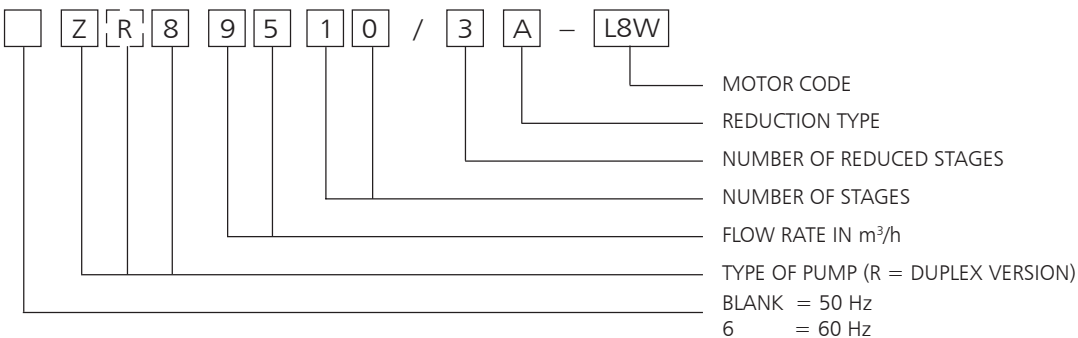 Z R 8 9 5 1 0 / 3 A – L8W
MOTOR CODE
REDUCTION TYPE
NUMBER OF REDUCED STAGES
NUMBER OF STAGES
FLOW RATE IN m³/h
TYPE OF PUMP (R = DUPLEX VERSION)
BLANK = 50 Hz
6 = 60 Hz